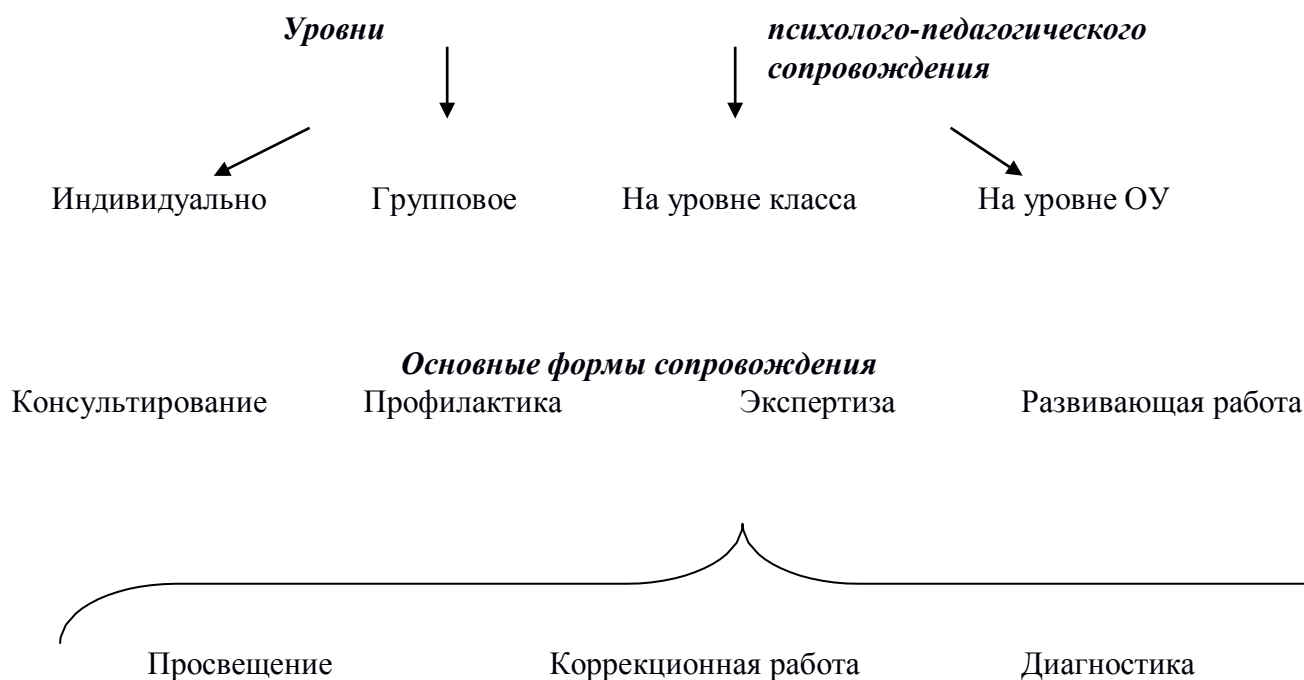 Уровни психолого-педагогического
сопровождения
Индивидуально Групповое На уровне класса На уровне ОУ
Основные формы сопровождения
Консультирование Профилактика Экспертиза Развивающая работа
Просвещение Коррекционная работа Диагностика